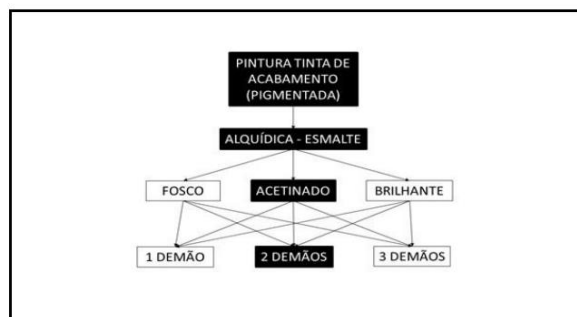 PINTURA TINTA DE
ACABAMENTO
(PIGMENTADA)
ALQUÍDICA - ESMALTE
FOSCO
ACETINADO
BRILHANTE
1 DEMÃO
2 DEMÃOS
3 DEMÃOS